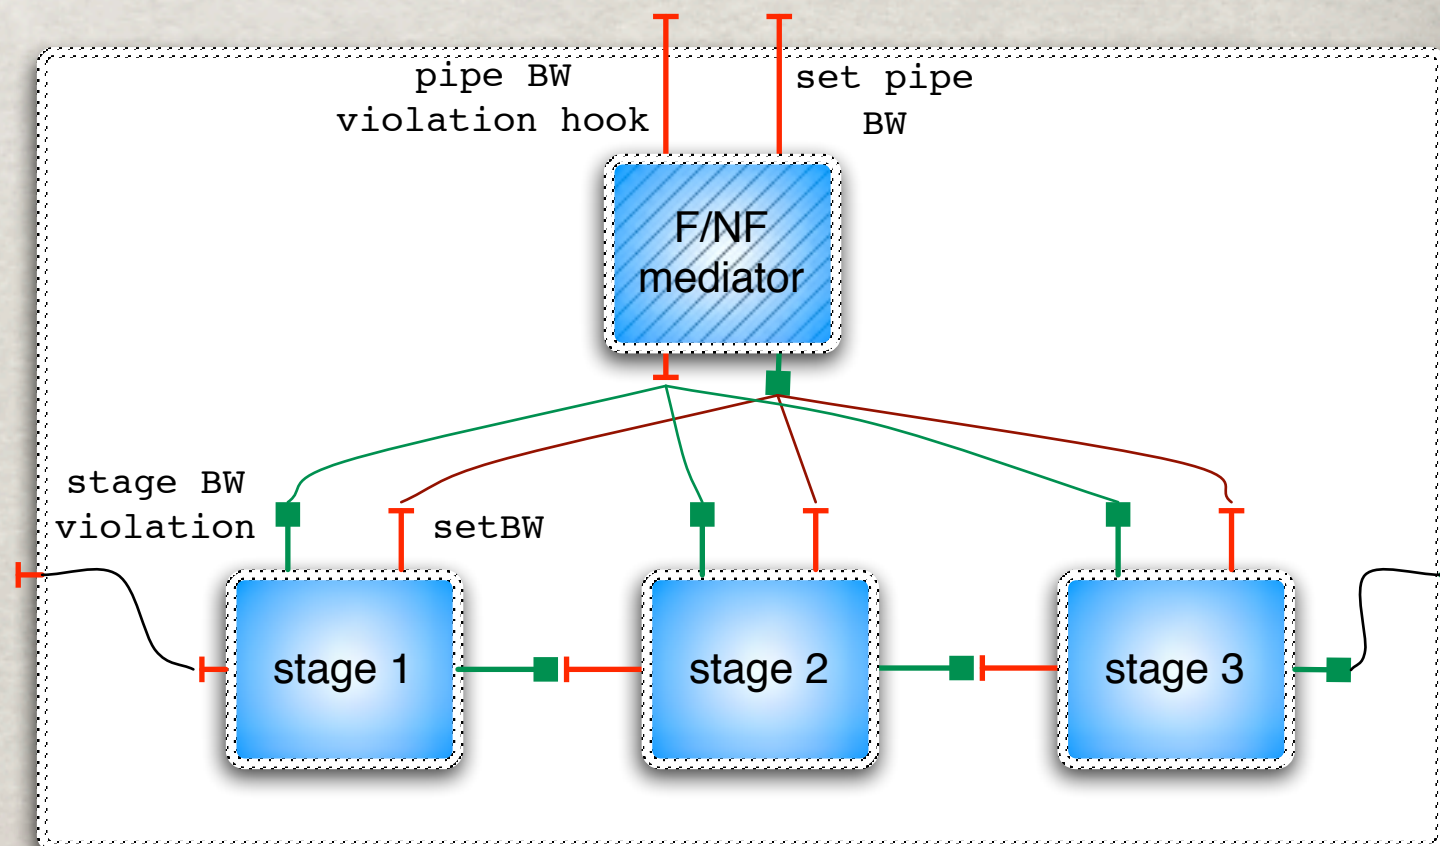 pipe BW
violation hook
set pipe
BW
F/NF
mediator
stage BW
violation
setBW
stage 1
stage 2
stage 3